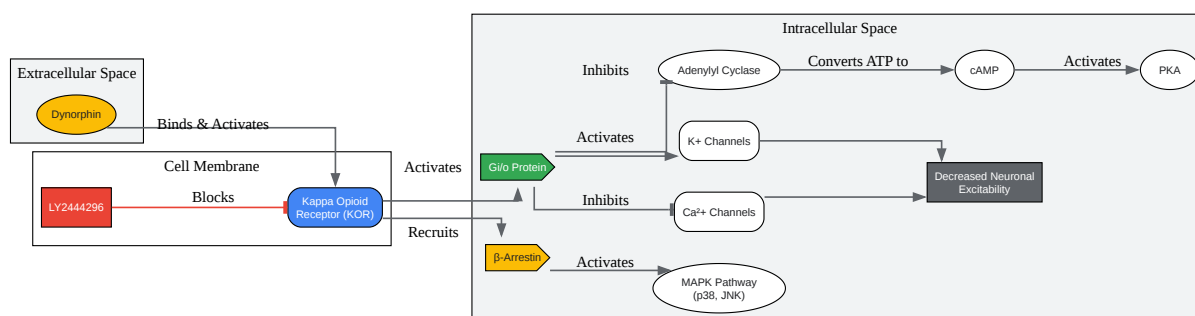 Intracellular Space
Extracellular Space
Dynorphin
Binds & Activates
Cell Membrane
LY2444296
Blocks
Kappa Opioid
Receptor (KOR)
Activates
Recruits
Gi/o Protein
β-Arrestin
Inhibits
Adenylyl Cyclase
Converts ATP to
cAMP
Activates
PKA
Activates
K+ Channels
Inhibits
Ca²+ Channels
Decreased Neuronal
Excitability
Activates
MAPK Pathway
(p38, JNK)